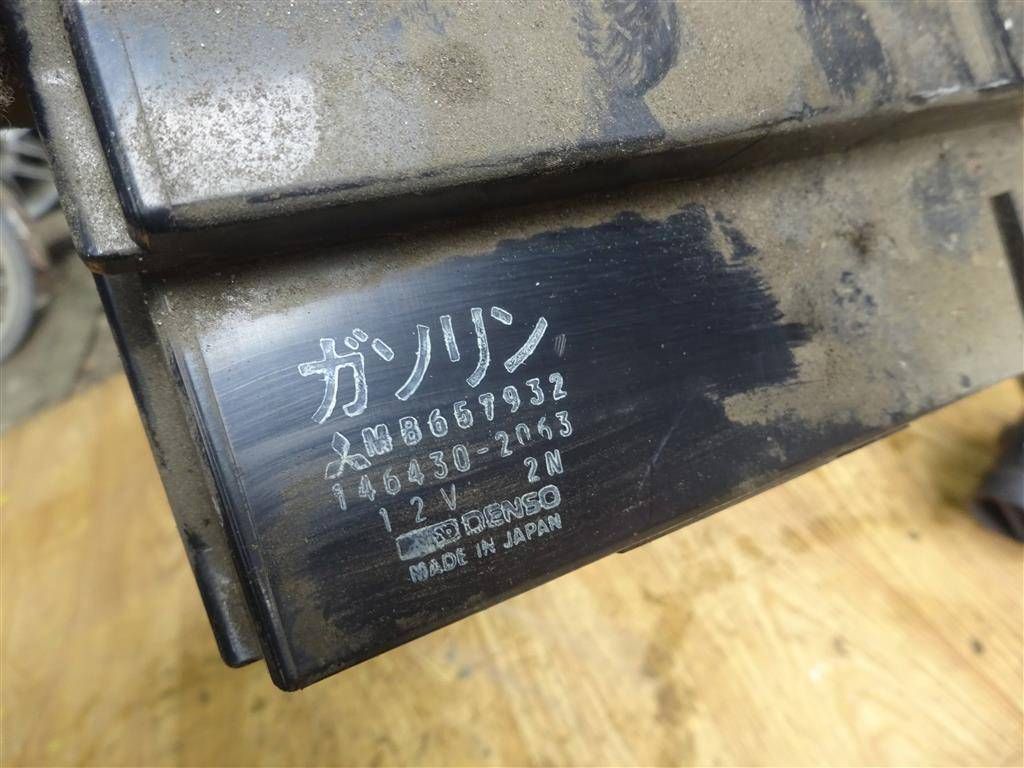 ガソリン
MB657932
146430-2063
12V 2N
DENSO
MADE IN JAPAN